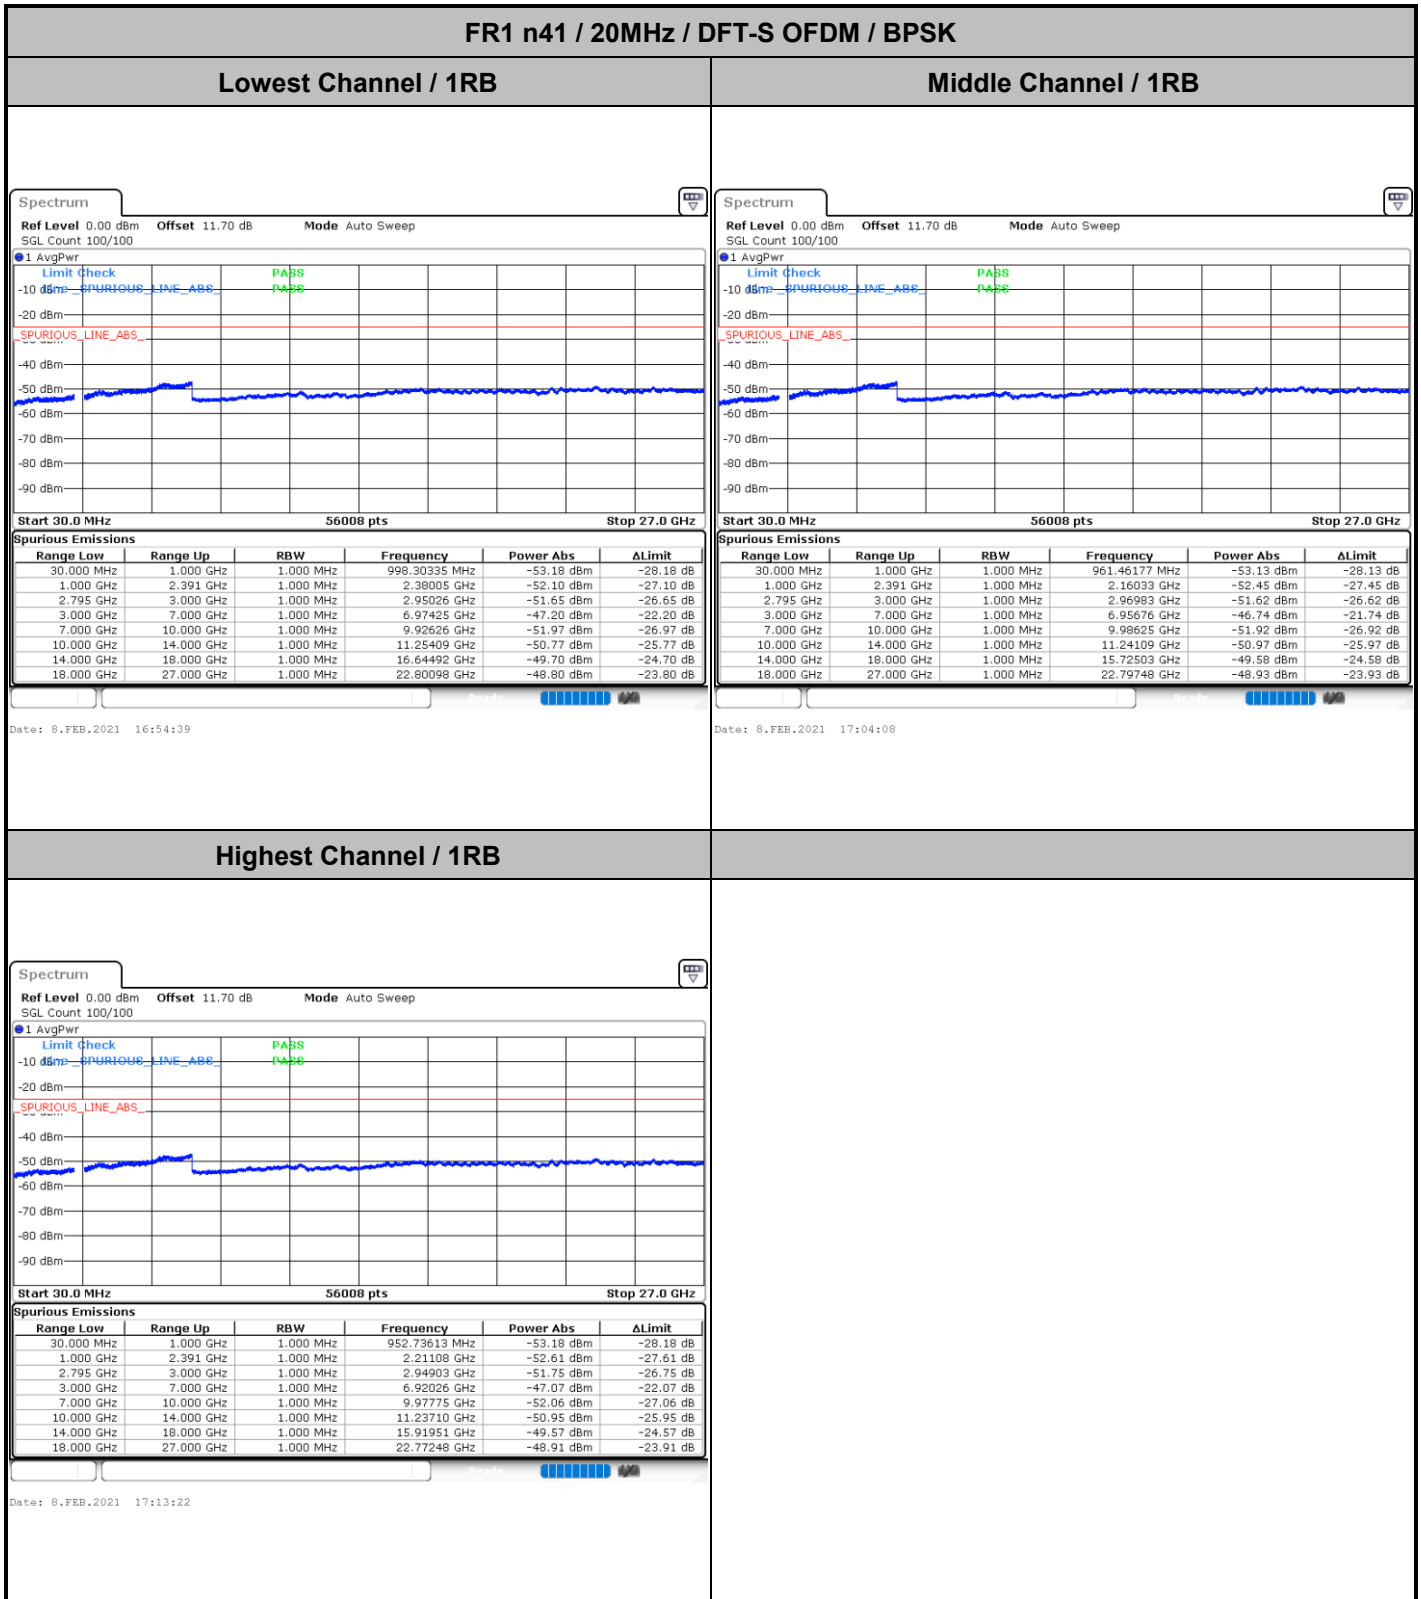 FR1 n41 / 20MHz / DFT-S OFDM / BPSK
Lowest Channel / 1RB
Spectrum
Ref Level 0.00 dBm Offset 11.70 dB Mode Auto Sweep
SGL Count 100/100
1 AvgPwr
Limit Check PASS
Line _SPURIOUS_LINE_ABS_ PASS
-10 dBm
-20 dBm
_SPURIOUS_LINE_ABS_
-40 dBm
-50 dBm
-60 dBm
-70 dBm
-80 dBm
-90 dBm
Start 30.0 MHz 56008 pts Stop 27.0 GHz
Spurious Emissions
Range Low Range Up RBW Frequency Power Abs ΔLimit
30.000 MHz 1.000 GHz 1.000 MHz 998.30335 MHz -53.18 dBm -28.18 dB
1.000 GHz 2.391 GHz 1.000 MHz 2.38005 GHz -52.10 dBm -27.10 dB
2.795 GHz 3.000 GHz 1.000 MHz 2.95026 GHz -51.65 dBm -26.65 dB
3.000 GHz 7.000 GHz 1.000 MHz 6.97425 GHz -47.20 dBm -22.20 dB
7.000 GHz 10.000 GHz 1.000 MHz 9.92626 GHz -51.97 dBm -26.97 dB
10.000 GHz 14.000 GHz 1.000 MHz 11.25409 GHz -50.77 dBm -25.77 dB
14.000 GHz 18.000 GHz 1.000 MHz 16.64492 GHz -49.70 dBm -24.70 dB
18.000 GHz 27.000 GHz 1.000 MHz 22.80098 GHz -48.80 dBm -23.80 dB
Date: 8.FEB.2021 16:54:39
Middle Channel / 1RB
Spectrum
Ref Level 0.00 dBm Offset 11.70 dB Mode Auto Sweep
SGL Count 100/100
1 AvgPwr
Limit Check PASS
Line _SPURIOUS_LINE_ABS_ PASS
-10 dBm
-20 dBm
_SPURIOUS_LINE_ABS_
-40 dBm
-50 dBm
-60 dBm
-70 dBm
-80 dBm
-90 dBm
Start 30.0 MHz 56008 pts Stop 27.0 GHz
Spurious Emissions
Range Low Range Up RBW Frequency Power Abs ΔLimit
30.000 MHz 1.000 GHz 1.000 MHz 961.46177 MHz -53.13 dBm -28.13 dB
1.000 GHz 2.391 GHz 1.000 MHz 2.16033 GHz -52.45 dBm -27.45 dB
2.795 GHz 3.000 GHz 1.000 MHz 2.96983 GHz -51.62 dBm -26.62 dB
3.000 GHz 7.000 GHz 1.000 MHz 6.95676 GHz -46.74 dBm -21.74 dB
7.000 GHz 10.000 GHz 1.000 MHz 9.98625 GHz -51.92 dBm -26.92 dB
10.000 GHz 14.000 GHz 1.000 MHz 11.24109 GHz -50.97 dBm -25.97 dB
14.000 GHz 18.000 GHz 1.000 MHz 15.72503 GHz -49.58 dBm -24.58 dB
18.000 GHz 27.000 GHz 1.000 MHz 22.79748 GHz -48.93 dBm -23.93 dB
Date: 8.FEB.2021 17:04:08
Highest Channel / 1RB
Spectrum
Ref Level 0.00 dBm Offset 11.70 dB Mode Auto Sweep
SGL Count 100/100
1 AvgPwr
Limit Check PASS
Line _SPURIOUS_LINE_ABS_ PASS
-10 dBm
-20 dBm
_SPURIOUS_LINE_ABS_
-40 dBm
-50 dBm
-60 dBm
-70 dBm
-80 dBm
-90 dBm
Start 30.0 MHz 56008 pts Stop 27.0 GHz
Spurious Emissions
Range Low Range Up RBW Frequency Power Abs ΔLimit
30.000 MHz 1.000 GHz 1.000 MHz 952.73613 MHz -53.18 dBm -28.18 dB
1.000 GHz 2.391 GHz 1.000 MHz 2.21108 GHz -52.61 dBm -27.61 dB
2.795 GHz 3.000 GHz 1.000 MHz 2.94903 GHz -51.75 dBm -26.75 dB
3.000 GHz 7.000 GHz 1.000 MHz 6.92026 GHz -47.07 dBm -22.07 dB
7.000 GHz 10.000 GHz 1.000 MHz 9.97775 GHz -52.06 dBm -27.06 dB
10.000 GHz 14.000 GHz 1.000 MHz 11.23710 GHz -50.95 dBm -25.95 dB
14.000 GHz 18.000 GHz 1.000 MHz 15.91951 GHz -49.57 dBm -24.57 dB
18.000 GHz 27.000 GHz 1.000 MHz 22.77248 GHz -48.91 dBm -23.91 dB
Date: 8.FEB.2021 17:13:22